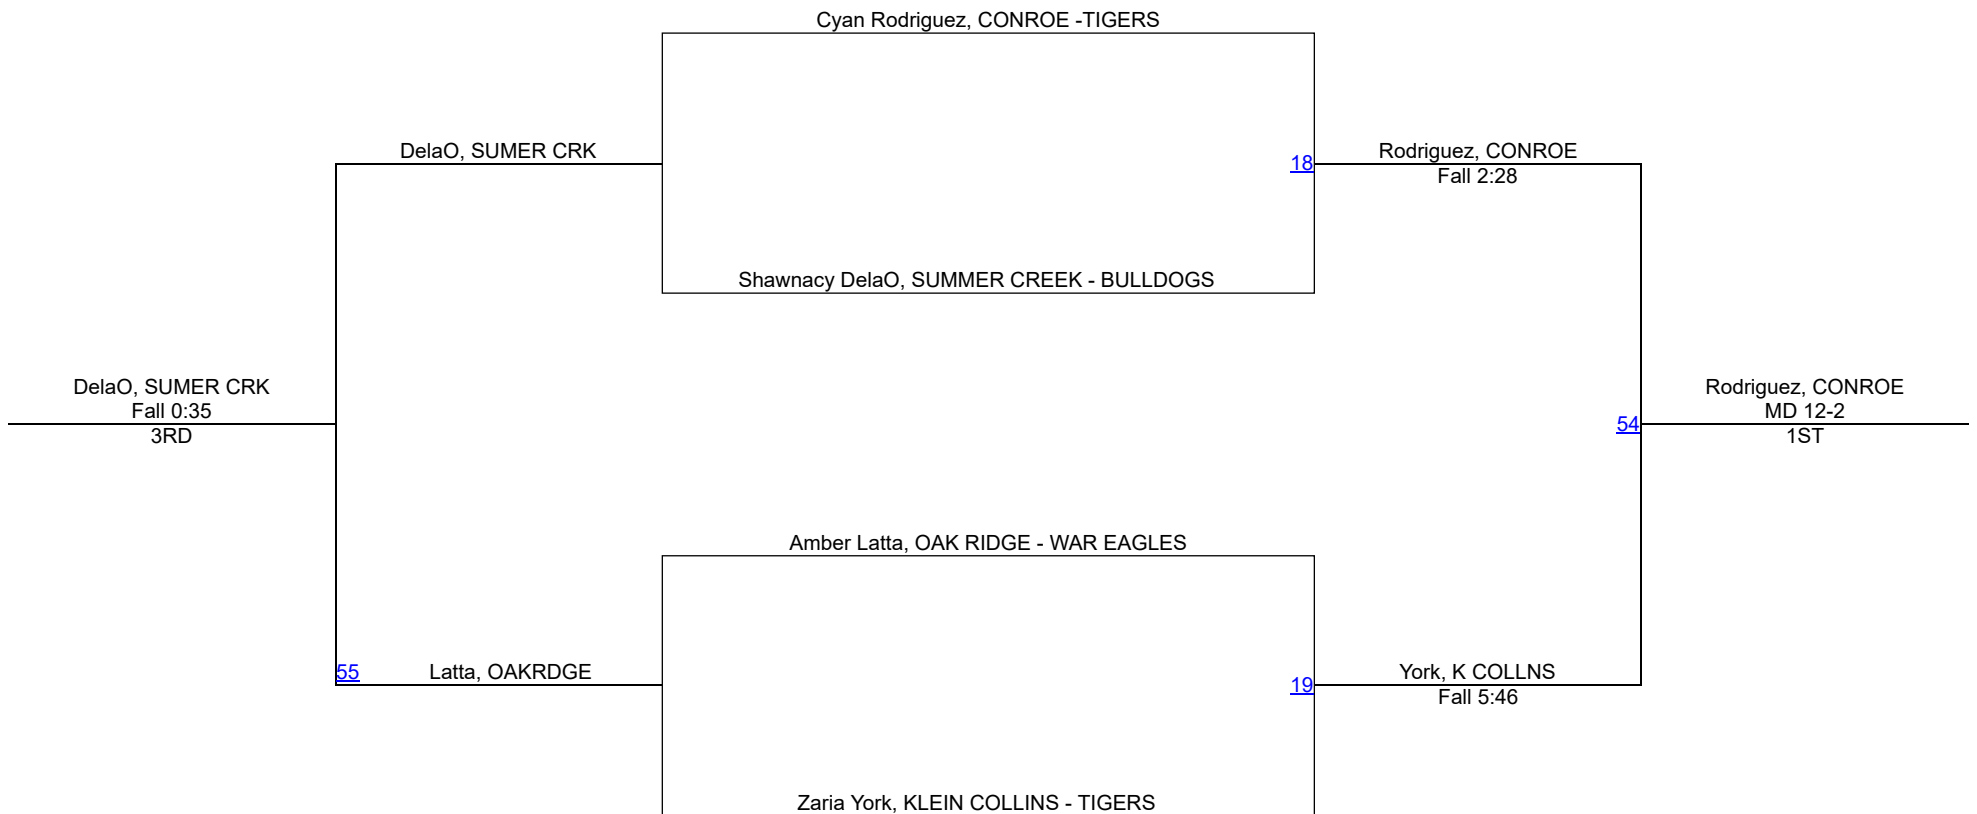 Cyan Rodriguez, CONROE -TIGERS
DelaO, SUMER CRK
18
Rodriguez, CONROE
Fall 2:28
Shawnacy DelaO, SUMMER CREEK - BULLDOGS
DelaO, SUMER CRK
Fall 0:35
3RD
54
Rodriguez, CONROE
MD 12-2
1ST
Amber Latta, OAK RIDGE - WAR EAGLES
55
Latta, OAKRDGE
19
York, K COLLNS
Fall 5:46
Zaria York, KLEIN COLLINS - TIGERS